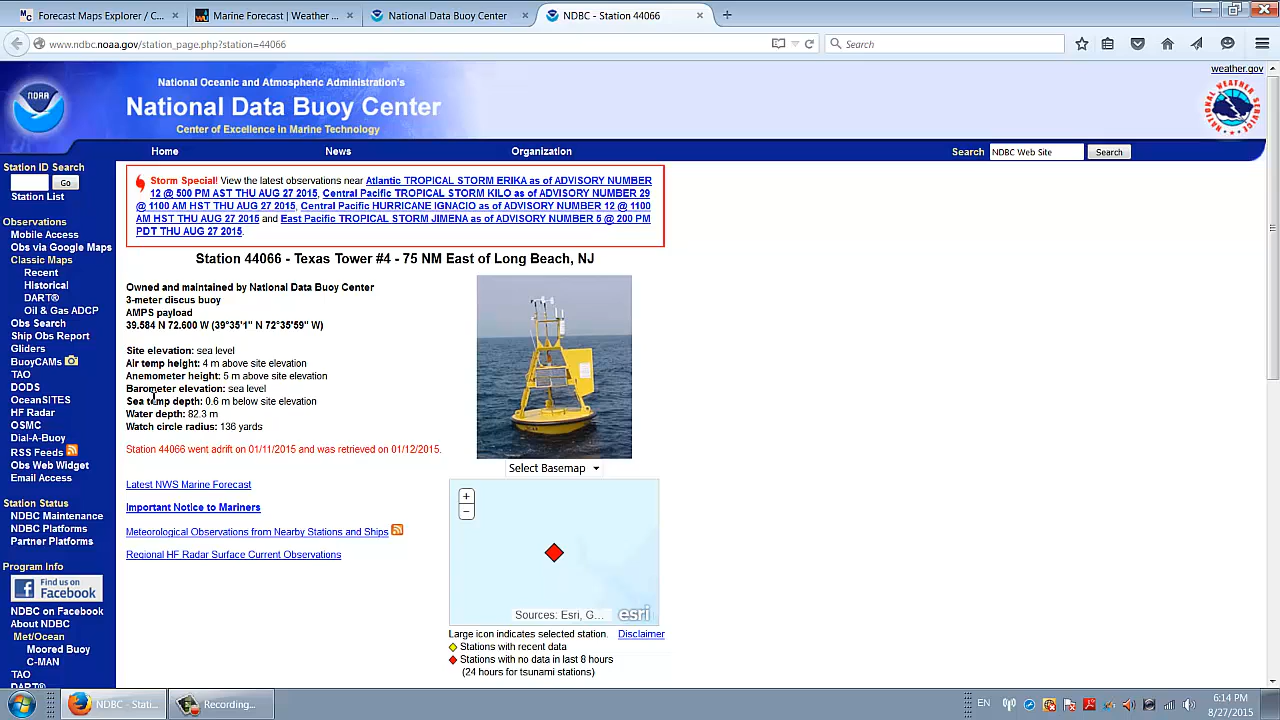 Forecast Maps Explorer / C...
Marine Forecast | Weather ...
National Data Buoy Center
NDBC - Station 44066
www.ndbc.noaa.gov/station_page.php?station=44066
Search
weather.gov
NOAA
National Oceanic and Atmospheric Administration's
National Data Buoy Center
Center of Excellence in Marine Technology
NATIONAL WEATHER SERVICE
Home
News
Organization
Search
NDBC Web Site
Search
Station ID Search
Go
Station List
Observations
Mobile Access
Obs via Google Maps
Classic Maps
Recent
Historical
DART®
Oil & Gas ADCP
Obs Search
Ship Obs Report
Gliders
BuoyCAMs
TAO
DODS
OceanSITES
HF Radar
OSMC
Dial-A-Buoy
RSS Feeds
Obs Web Widget
Email Access
Station Status
NDBC Maintenance
NDBC Platforms
Partner Platforms
Program Info
Find us on
Facebook
NDBC on Facebook
About NDBC
Met/Ocean
Moored Buoy
C-MAN
TAO
DART®
Storm Special! View the latest observations near Atlantic TROPICAL STORM ERIKA as of ADVISORY NUMBER
12 @ 500 PM AST THU AUG 27 2015, Central Pacific TROPICAL STORM KILO as of ADVISORY NUMBER 29
@ 1100 AM HST THU AUG 27 2015, Central Pacific HURRICANE IGNACIO as of ADVISORY NUMBER 12 @ 1100
AM HST THU AUG 27 2015 and East Pacific TROPICAL STORM JIMENA as of ADVISORY NUMBER 5 @ 200 PM
PDT THU AUG 27 2015.
Station 44066 - Texas Tower #4 - 75 NM East of Long Beach, NJ
Owned and maintained by National Data Buoy Center
3-meter discus buoy
AMPS payload
39.584 N 72.600 W (39°35'1" N 72°35'59" W)
Site elevation: sea level
Air temp height: 4 m above site elevation
Anemometer height: 5 m above site elevation
Barometer elevation: sea level
Sea temp depth: 0.6 m below site elevation
Water depth: 82.3 m
Watch circle radius: 136 yards
Station 44066 went adrift on 01/11/2015 and was retrieved on 01/12/2015.
Latest NWS Marine Forecast
Important Notice to Mariners
Meteorological Observations from Nearby Stations and Ships
Regional HF Radar Surface Current Observations
Select Basemap
+
−
Sources: Esri, G...
esri
Large icon indicates selected station.
Disclaimer
Stations with recent data
Stations with no data in last 8 hours
(24 hours for tsunami stations)
NDBC - Stati...
Recording...
EN
6:14 PM
8/27/2015